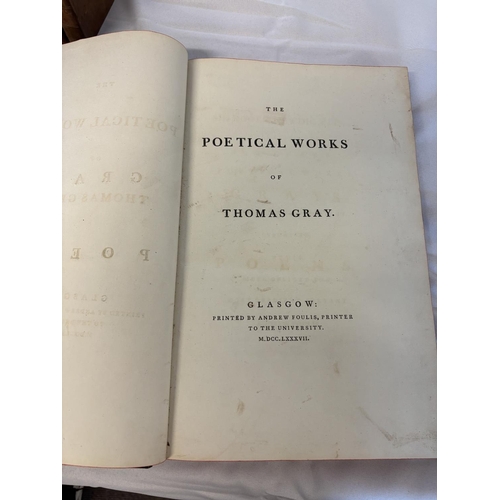 THE
POETICAL WORKS
OF
THOMAS GRAY.
GLASGOW:
PRINTED BY ANDREW FOULIS, PRINTER
TO THE UNIVERSITY.
M.DCC.LXXXVII.